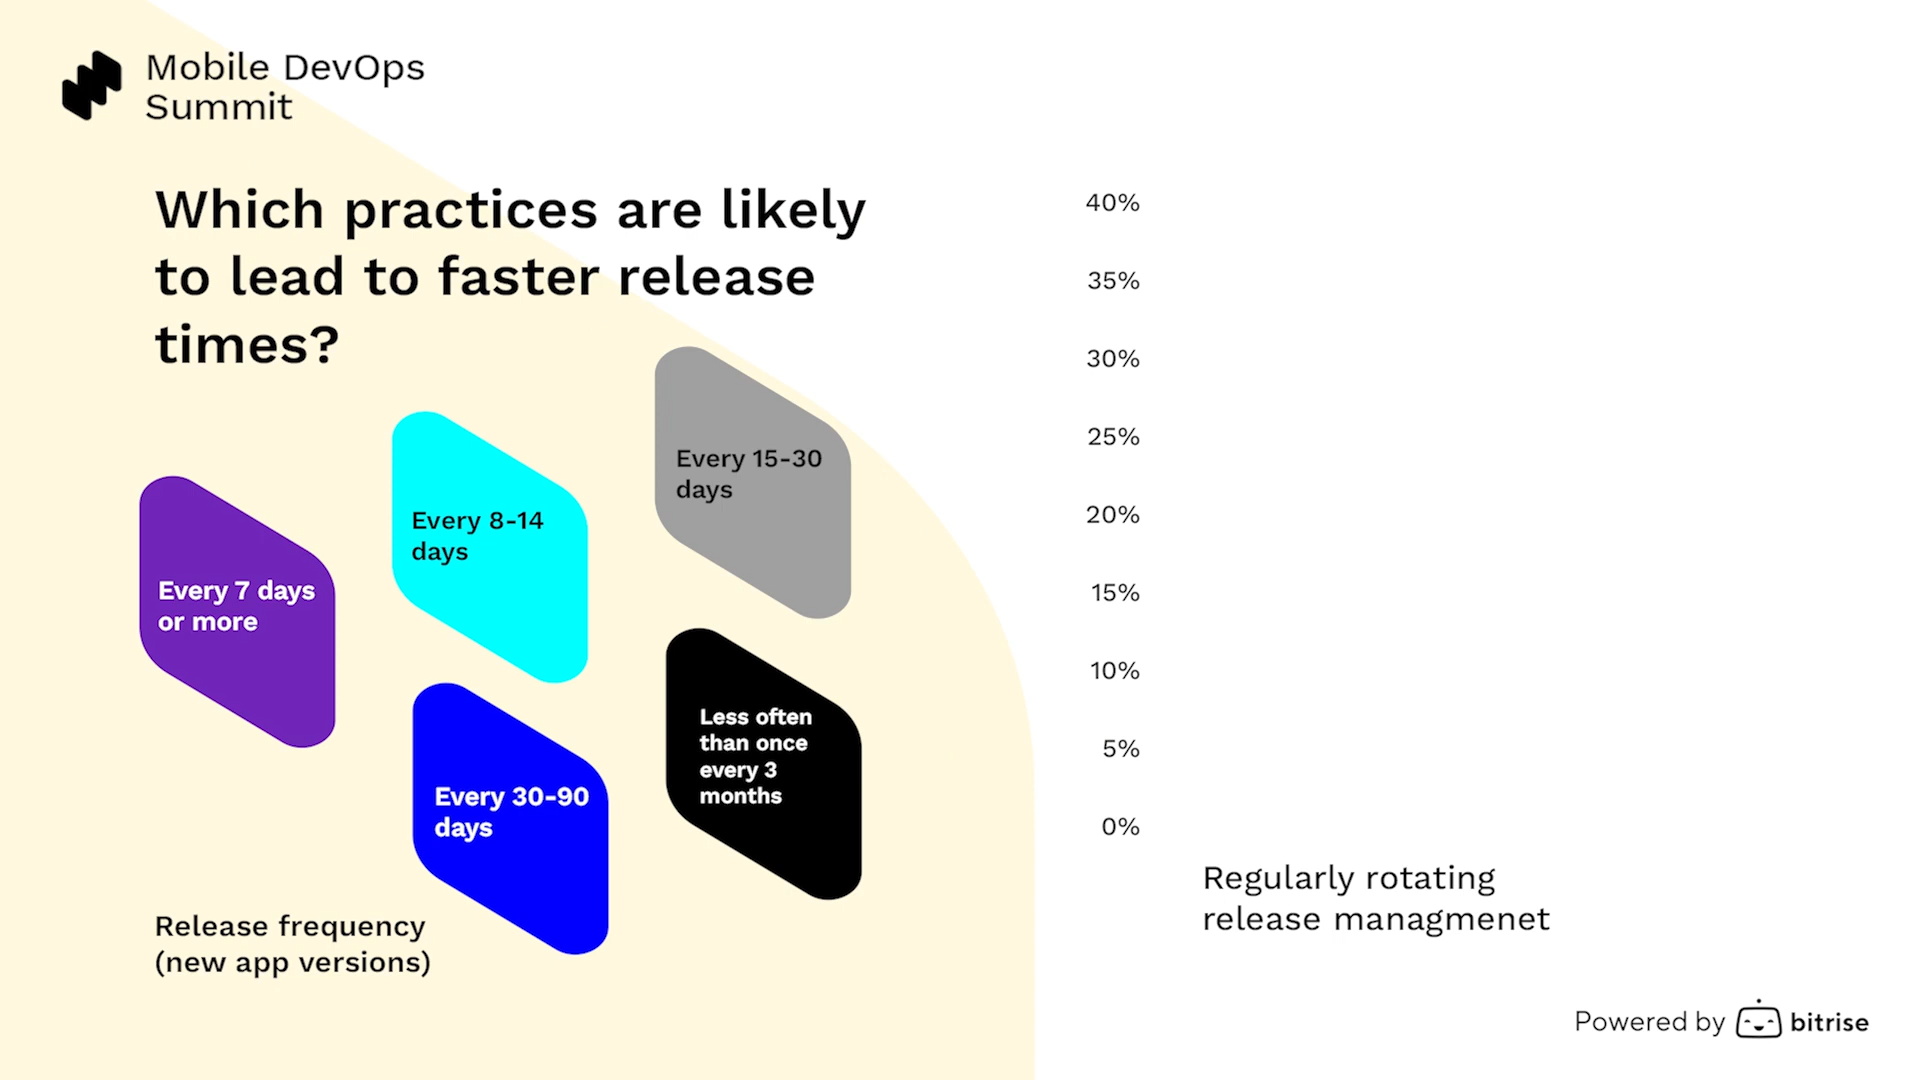 Mobile DevOps
Summit
Which practices are likely
to lead to faster release
times?
Every 7 days
or more
Every 8-14
days
Every 15-30
days
Every 30-90
days
Less often
than once
every 3
months
Release frequency
(new app versions)
40%
35%
30%
25%
20%
15%
10%
5%
0%
Regularly rotating
release managmenet
Powered by bitrise